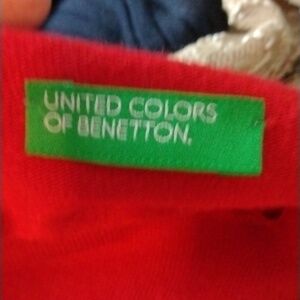 UNITED COLORS
OF BENETTON.